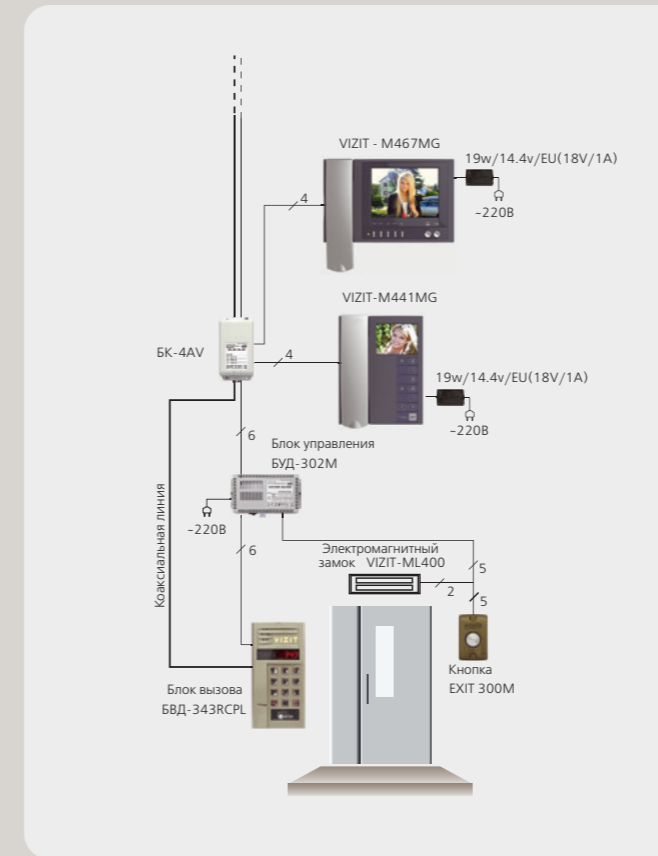 VIZIT - M467MG
19w/14.4v/EU(18V/1A)
4
~220В
VIZIT-M441MG
БК-4AV
4
19w/14.4v/EU(18V/1A)
~220В
6
Блок управления
БУД-302М
~220В
Коаксиальная линия
6
Электромагнитный
замок VIZIT-ML400
5
2
5
VIZIT
Кнопка
EXIT 300M
Блок вызова
БВД-343RCPL